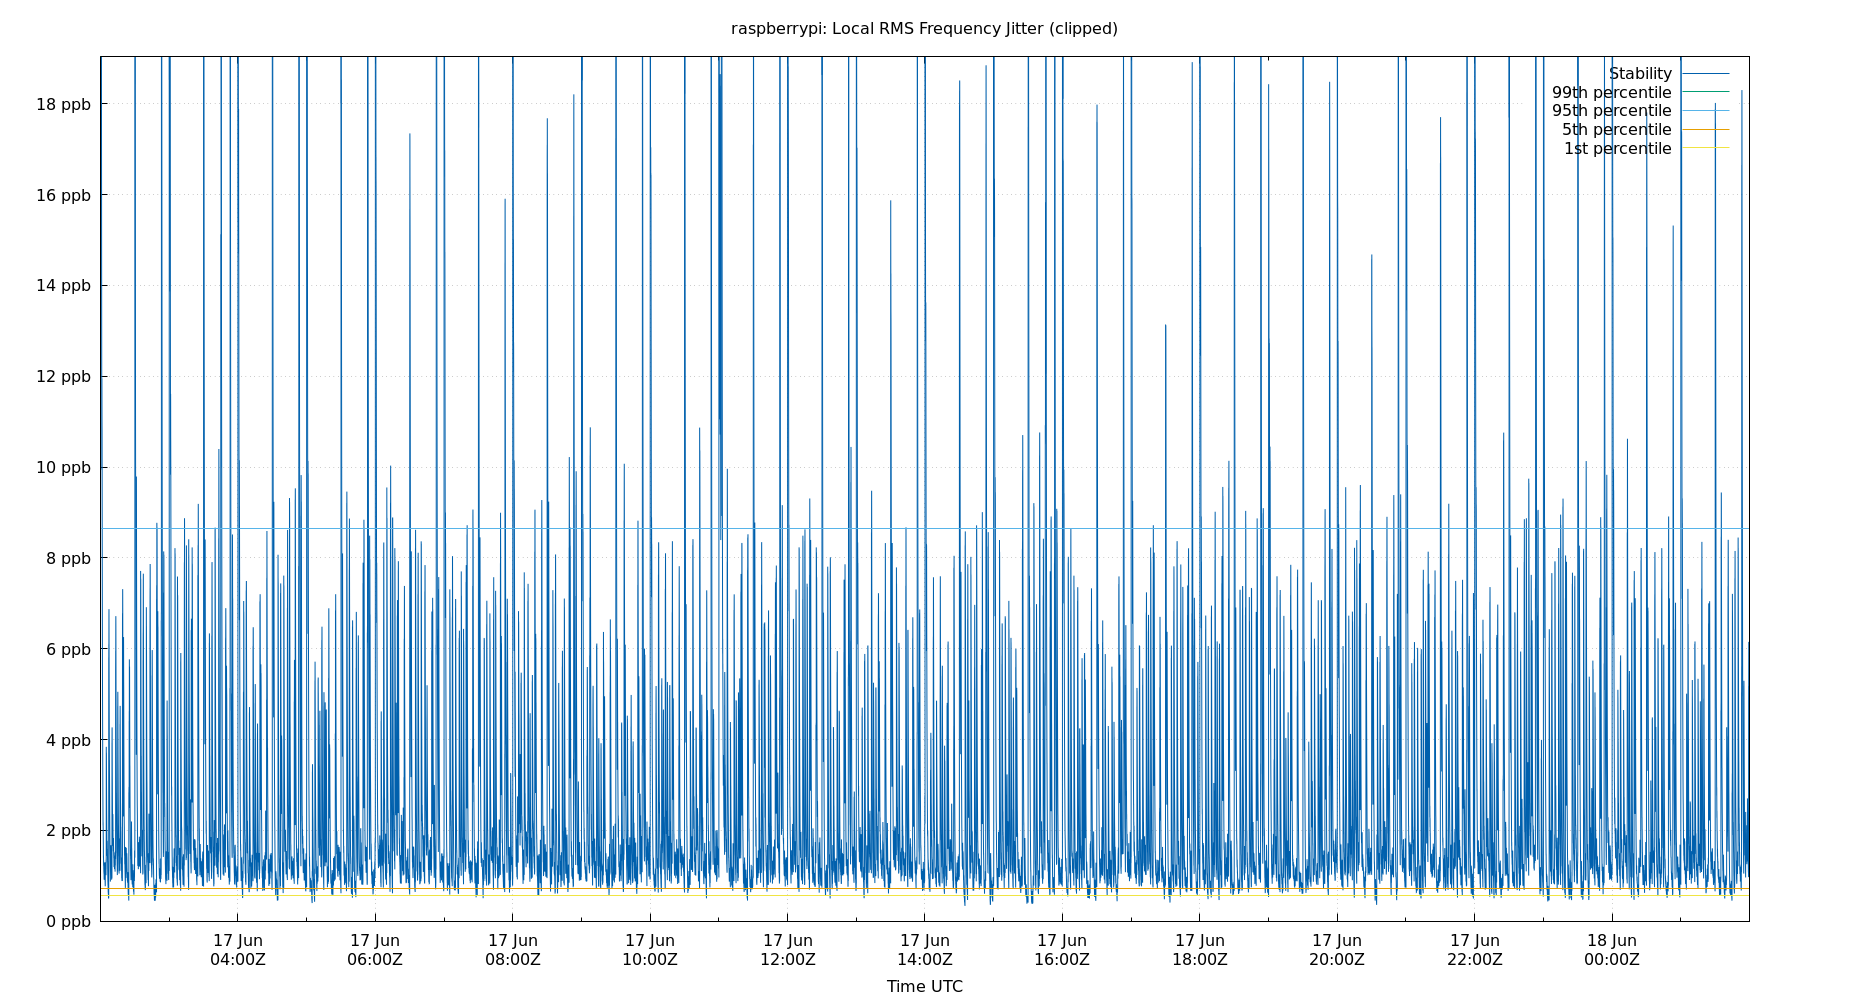 raspberrypi: Local RMS Frequency Jitter (clipped)
Stability
99th percentile
95th percentile
5th percentile
1st percentile
18 ppb
16 ppb
14 ppb
12 ppb
10 ppb
8 ppb
6 ppb
4 ppb
2 ppb
0 ppb
17 Jun 17 Jun 17 Jun 17 Jun 17 Jun 17 Jun 17 Jun 17 Jun 17 Jun 17 Jun 18 Jun
04:00Z 06:00Z 08:00Z 10:00Z 12:00Z 14:00Z 16:00Z 18:00Z 20:00Z 22:00Z 00:00Z
Time UTC